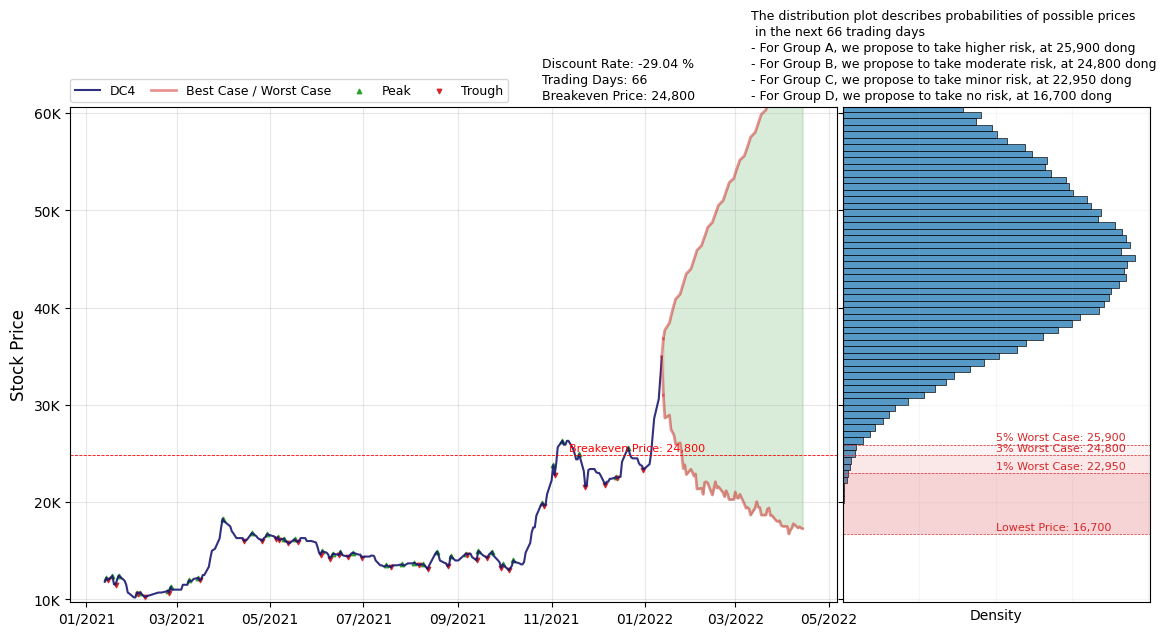 The distribution plot describes probabilities of possible prices
in the next 66 trading days
- For Group A, we propose to take higher risk, at 25,900 dong
- For Group B, we propose to take moderate risk, at 24,800 dong
- For Group C, we propose to take minor risk, at 22,950 dong
- For Group D, we propose to take no risk, at 16,700 dong
Discount Rate: -29.04 %
Trading Days: 66
Breakeven Price: 24,800
DC4
Best Case / Worst Case
Peak
Trough
60K
50K
40K
30K
20K
10K
Stock Price
Breakeven Price: 24,800
5% Worst Case: 25,900
3% Worst Case: 24,800
1% Worst Case: 22,950
Lowest Price: 16,700
01/2021
03/2021
05/2021
07/2021
09/2021
11/2021
01/2022
03/2022
05/2022
Density